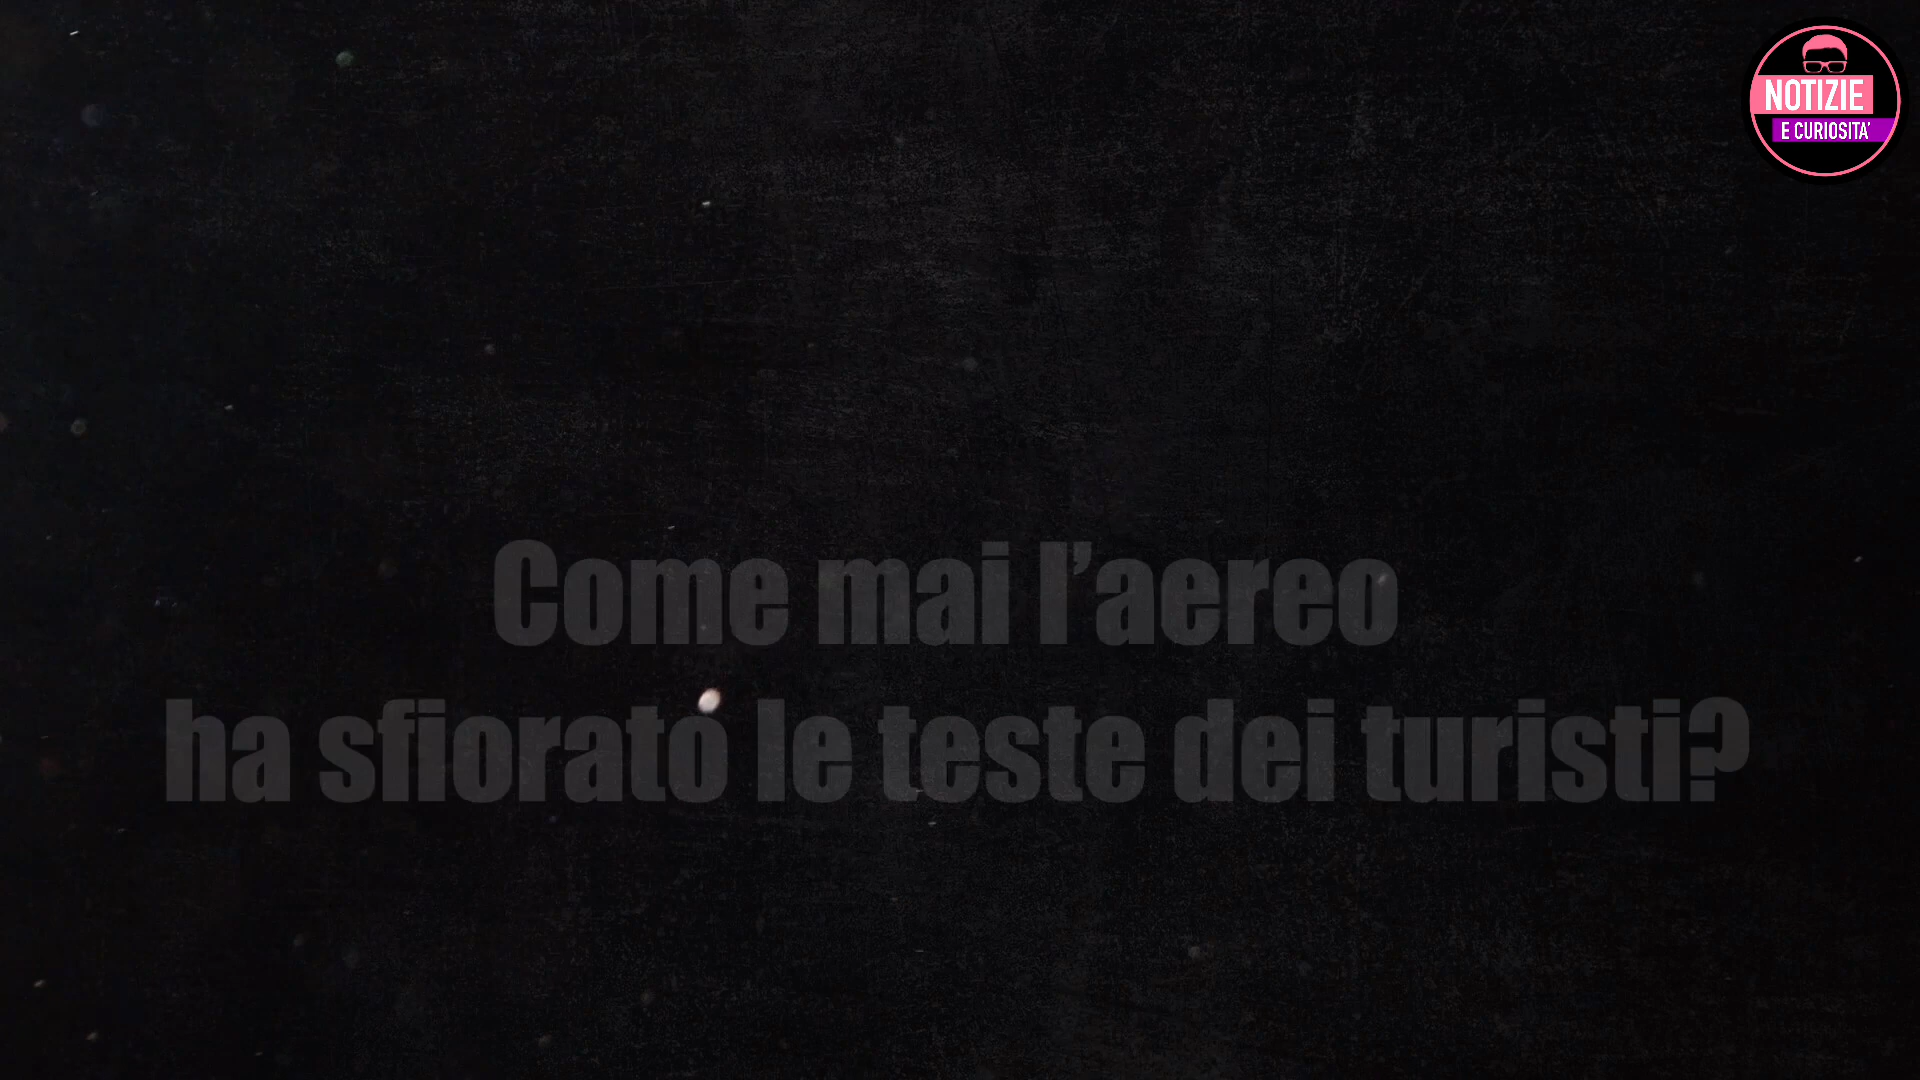 NOTIZIE
E CURIOSITA'
Come mai l’aereo
ha sfiorato le teste dei turisti?